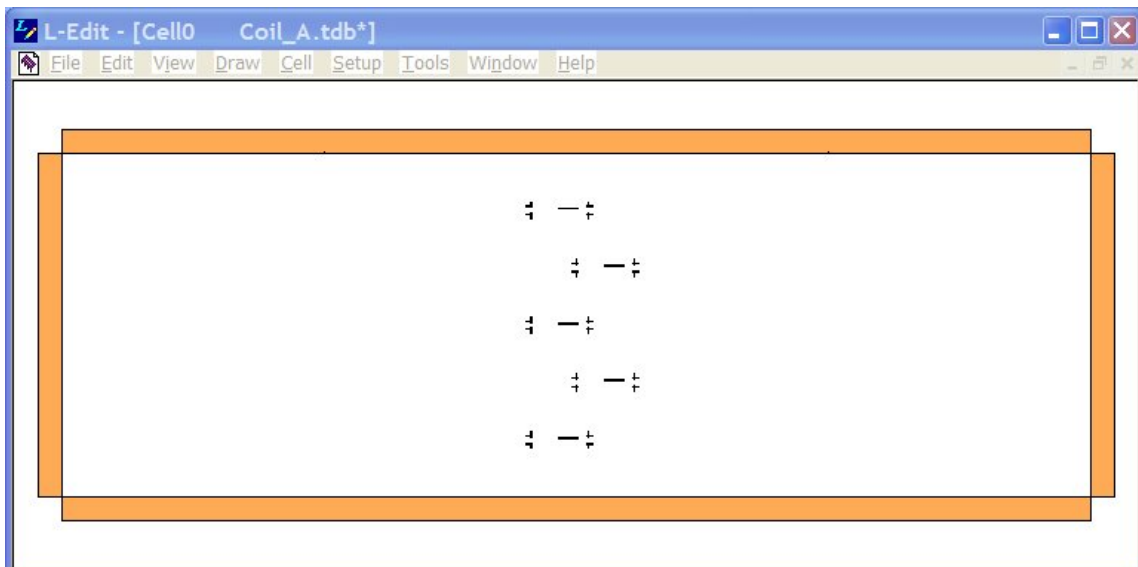 L-Edit - [Cell0 Coil_A.tdb*]
File Edit View Draw Cell Setup Tools Window Help